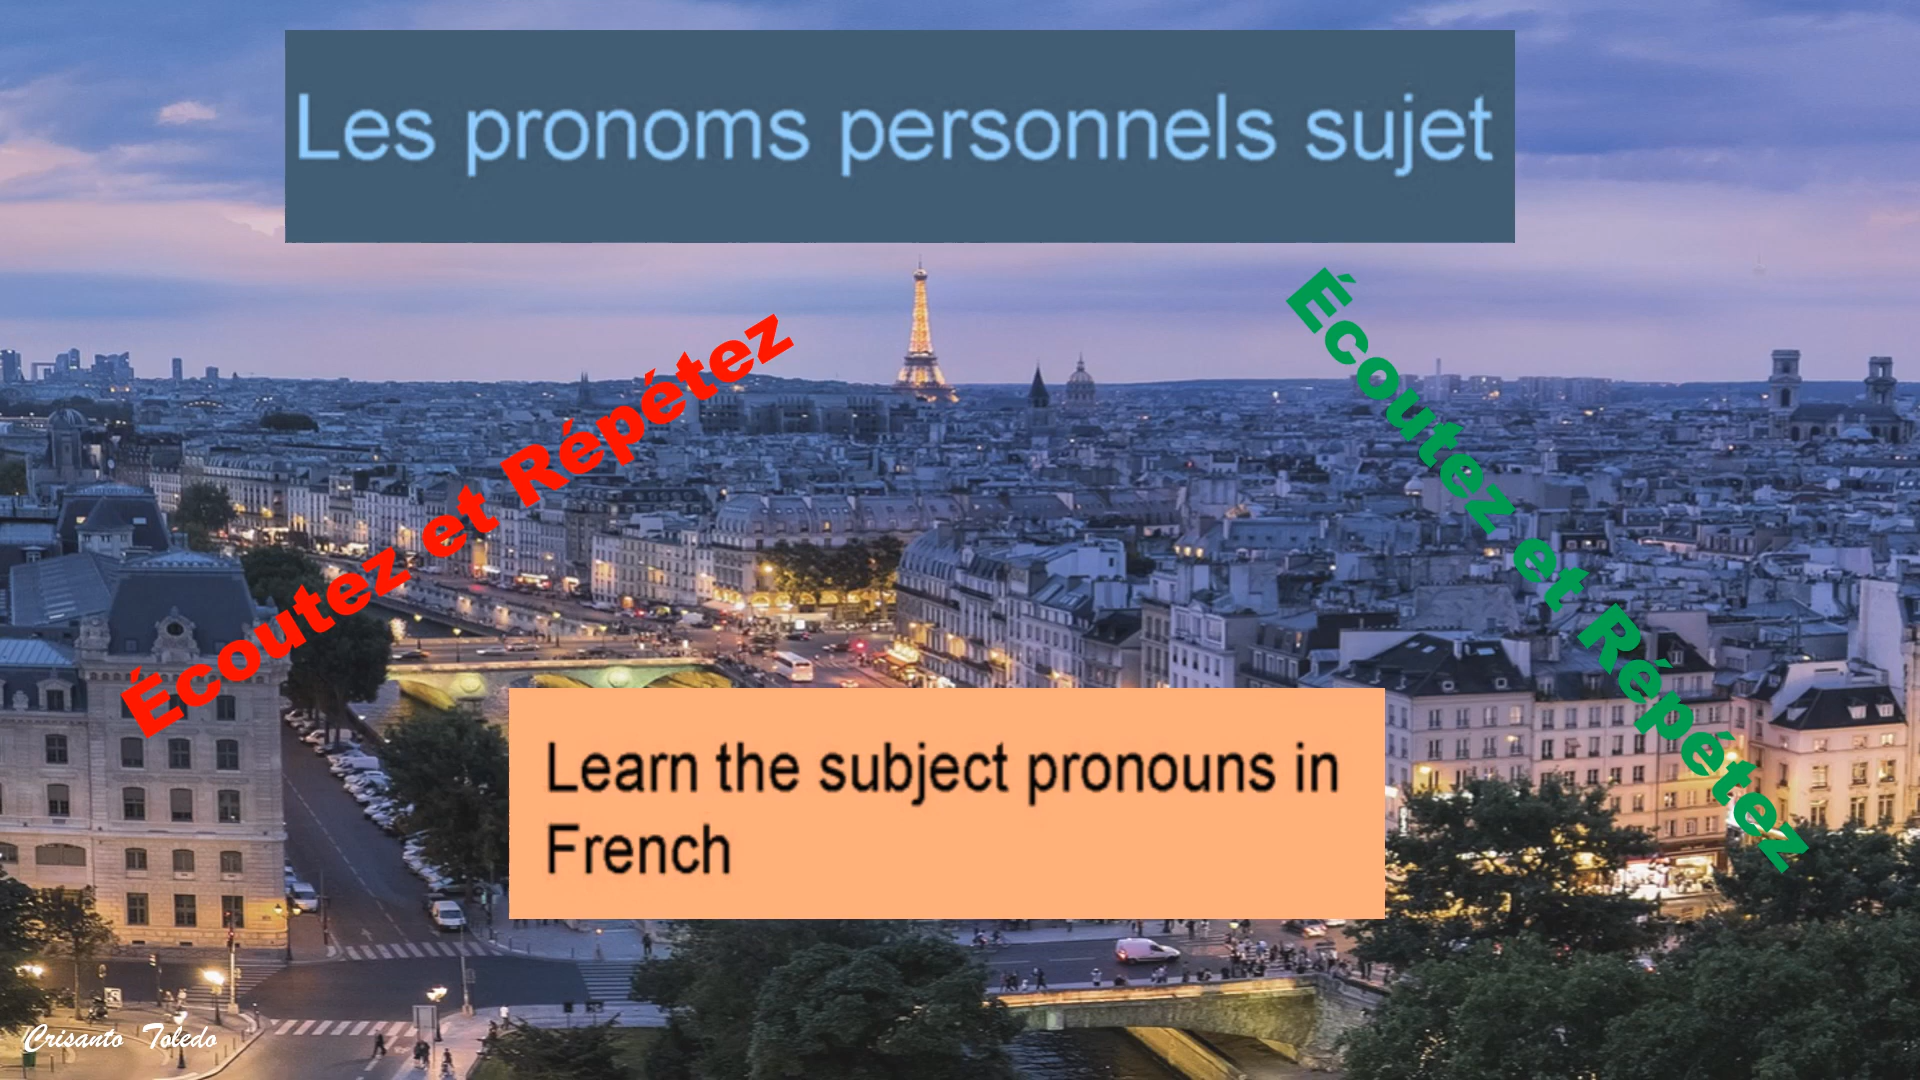 Les pronoms personnels sujet
Écoutez et Répétez
Écoutez et Répétez
Learn the subject pronouns in
French
Crisanto Toledo